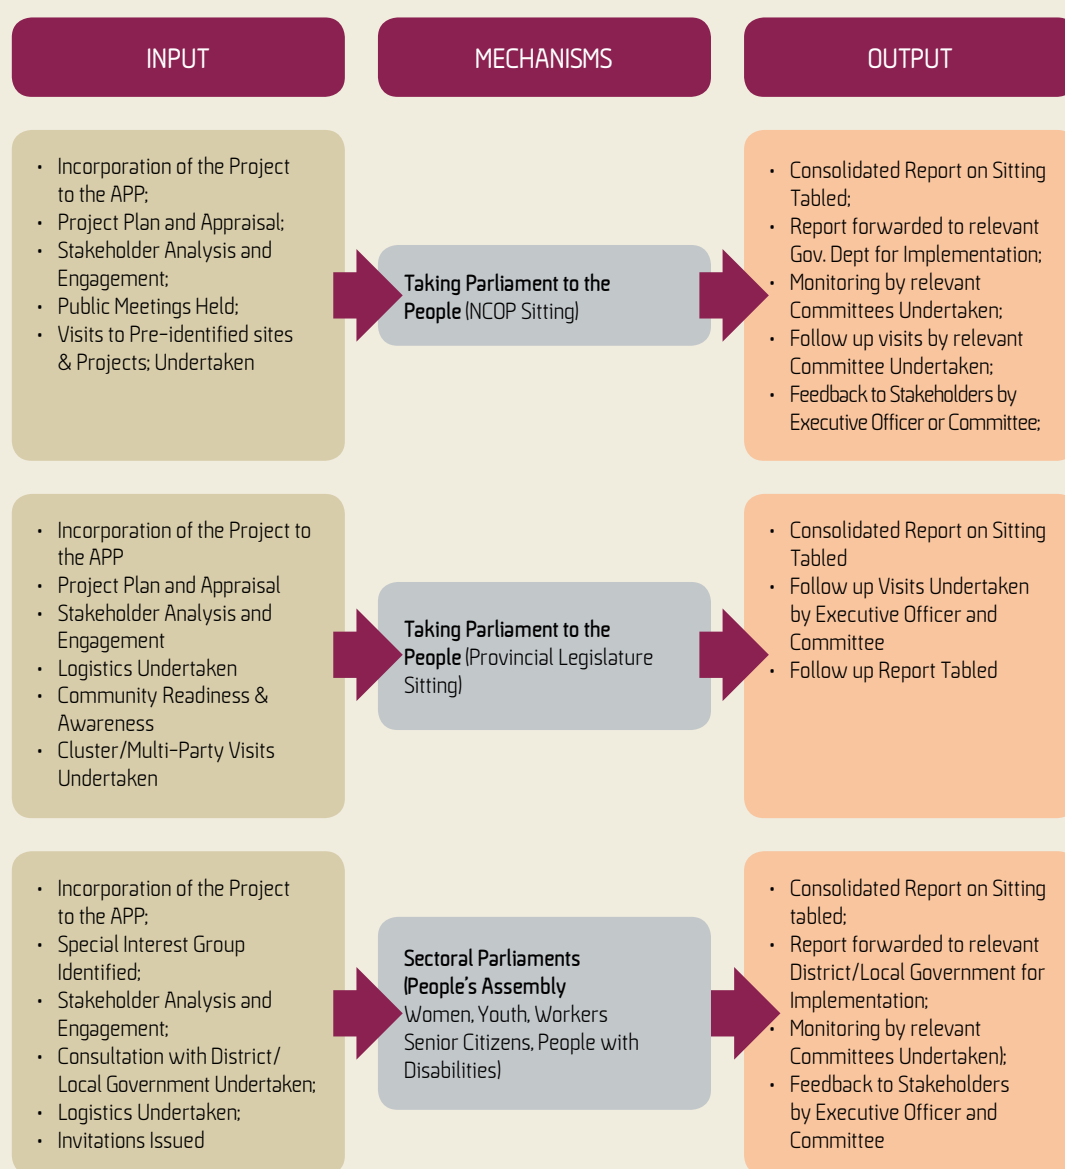 INPUT
MECHANISMS
OUTPUT
• Incorporation of the Project
to the APP;
• Project Plan and Appraisal;
• Stakeholder Analysis and
Engagement;
• Public Meetings Held;
• Visits to Pre-identified sites
& Projects; Undertaken
Taking Parliament to the
People (NCOP Sitting)
• Consolidated Report on Sitting
Tabled;
• Report forwarded to relevant
Gov. Dept for Implementation;
• Monitoring by relevant
Committees Undertaken;
• Follow up visits by relevant
Committee Undertaken;
• Feedback to Stakeholders by
Executive Officer or Committee;
• Incorporation of the Project to
the APP
• Project Plan and Appraisal
• Stakeholder Analysis and
Engagement
• Logistics Undertaken
• Community Readiness &
Awareness
• Cluster/Multi-Party Visits
Undertaken
Taking Parliament to the
People (Provincial Legislature
Sitting)
• Consolidated Report on Sitting
Tabled
• Follow up Visits Undertaken
by Executive Officer and
Committee
• Follow up Report Tabled
• Incorporation of the Project
to the APP;
• Special Interest Group
Identified;
• Stakeholder Analysis and
Engagement;
• Consultation with District/
Local Government Undertaken;
• Logistics Undertaken;
• Invitations Issued
Sectoral Parliaments
(People's Assembly
Women, Youth, Workers
Senior Citizens, People with
Disabilities)
• Consolidated Report on Sitting
tabled;
• Report forwarded to relevant
District/Local Government for
Implementation;
• Monitoring by relevant
Committees Undertaken);
• Feedback to Stakeholders
by Executive Officer and
Committee